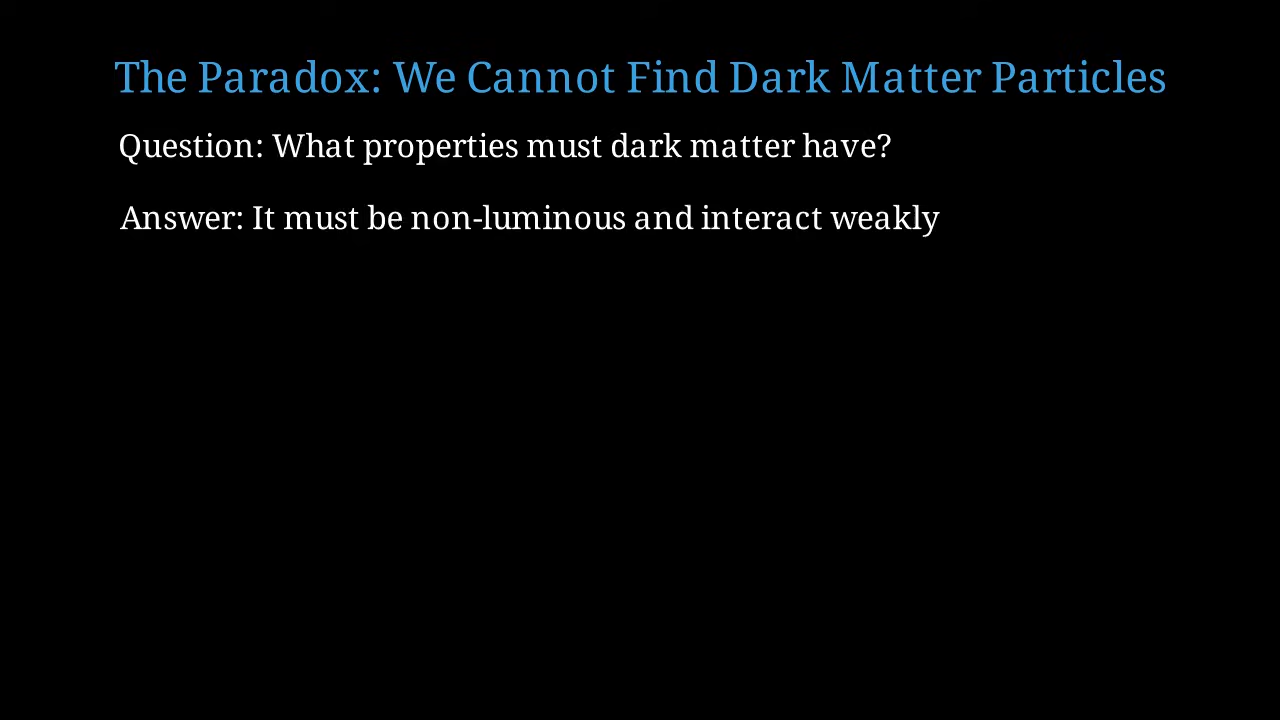 The Paradox: We Cannot Find Dark Matter Particles
Question: What properties must dark matter have?
Answer: It must be non-luminous and interact weakly